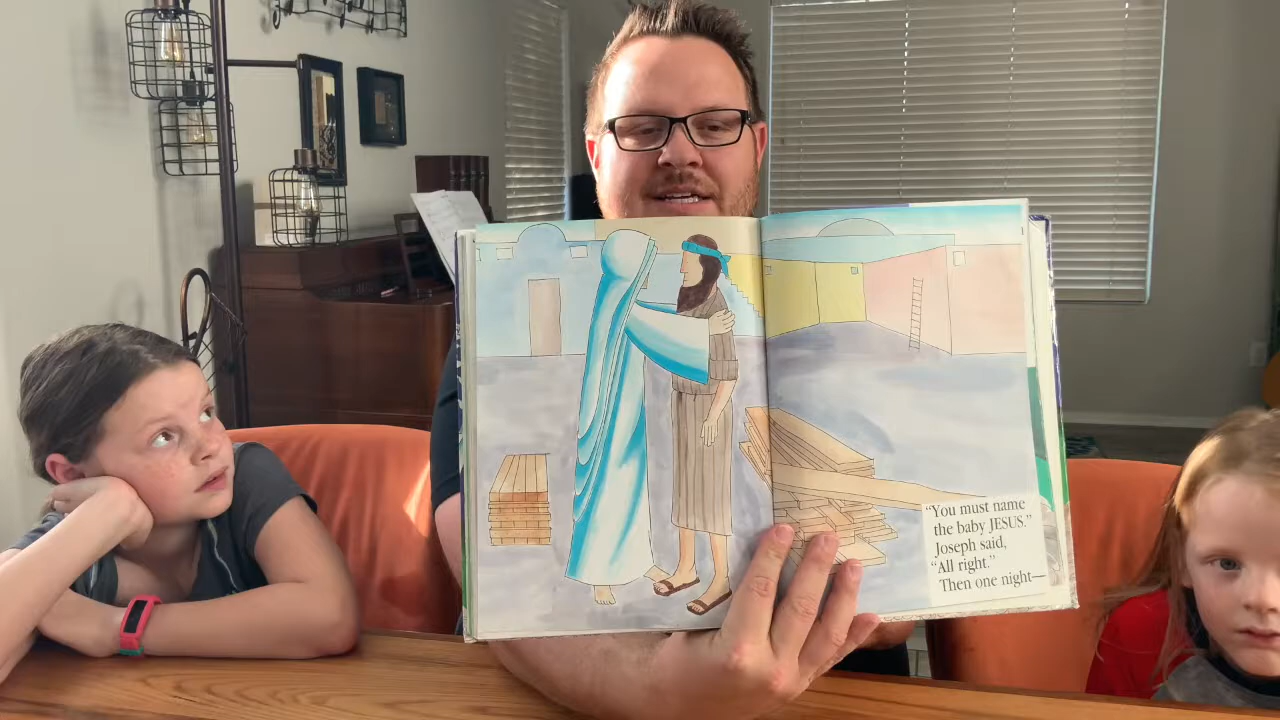 "You must name
the baby JESUS."
Joseph said,
"All right."
Then one night—